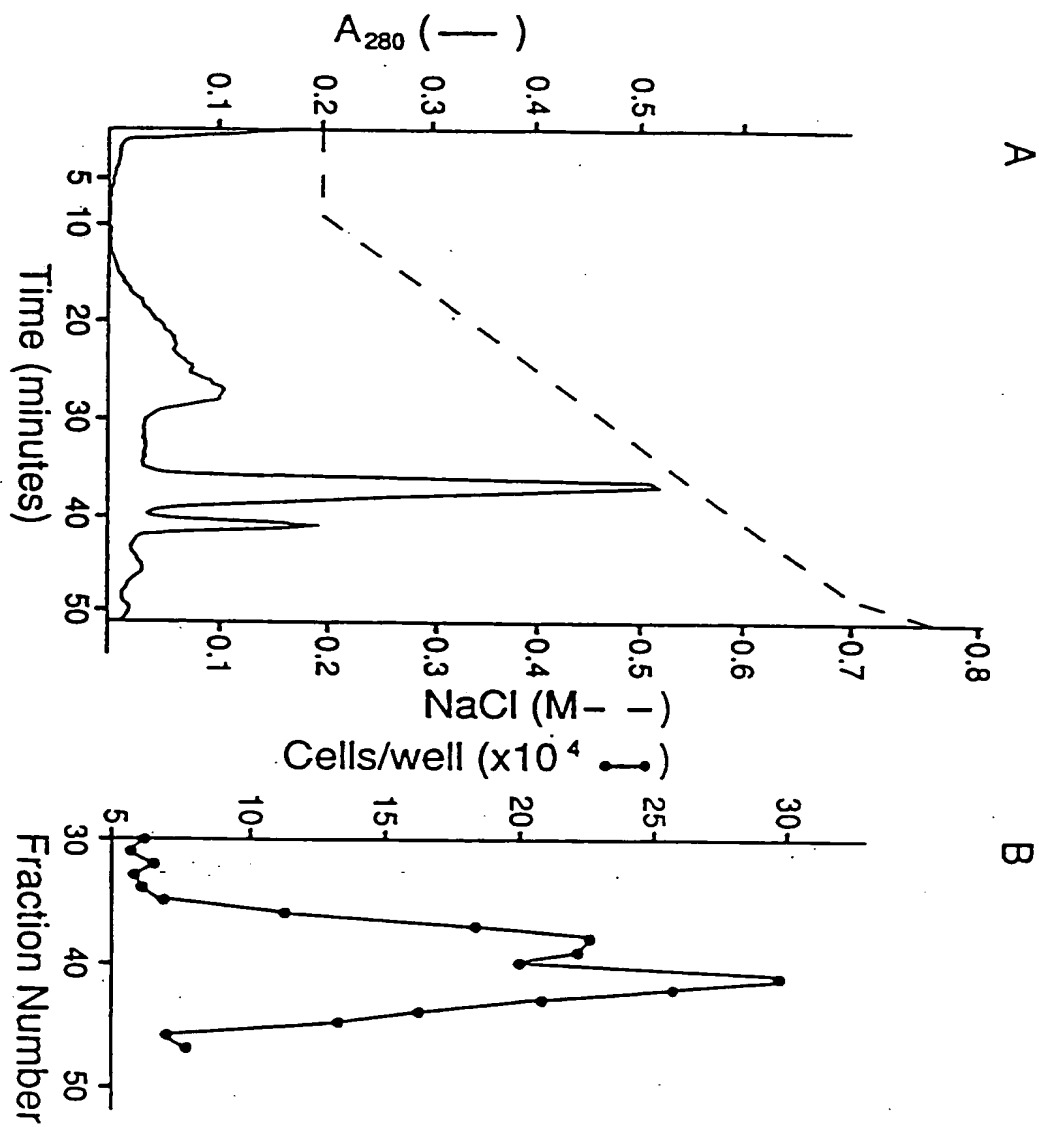 A
A280 (—)
0.1 0.2 0.3 0.4 0.5
5 10 20 30 40 50
Time (minutes)
0.1 0.2 0.3 0.4 0.5 0.6 0.7 0.8
NaCl (M- -)
B
Cells/well (x10 4 •–•)
5 10 15 20 25 30
30 40 50
Fraction Number